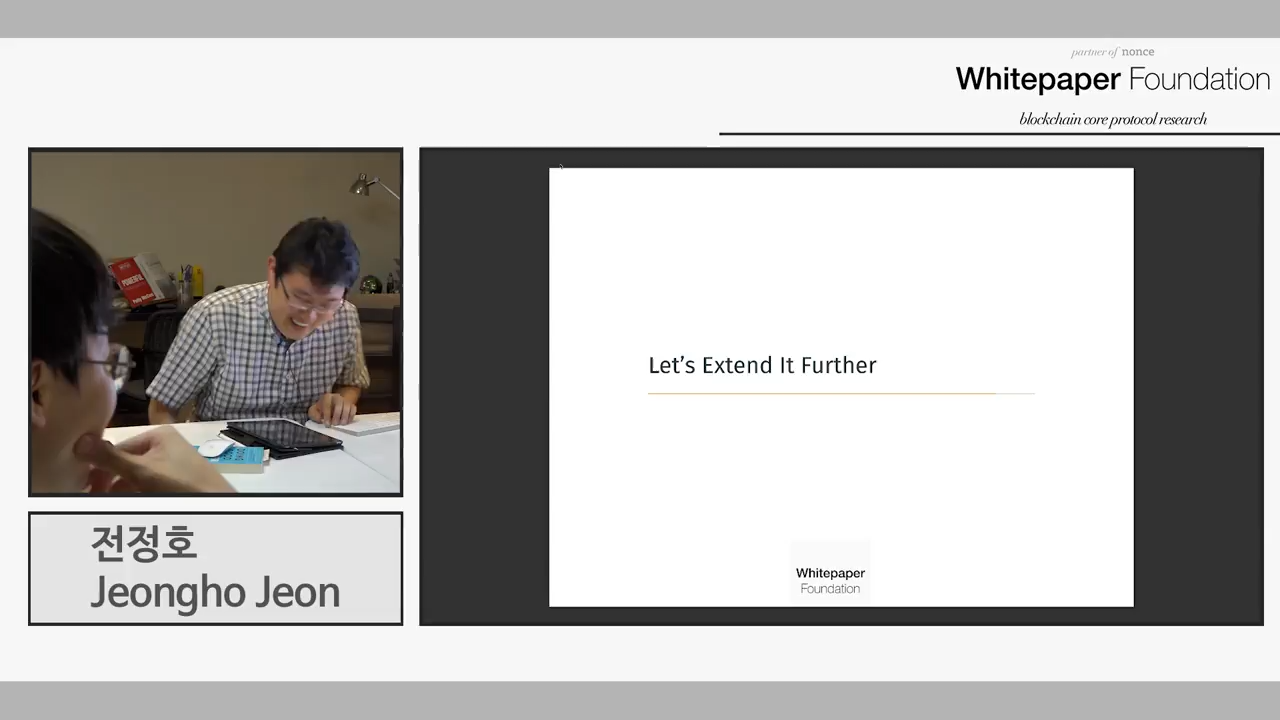 partner of nonce
Whitepaper Foundation
blockchain core protocol research
POWERFUL
Let's Extend It Further
Whitepaper
Foundation
전정호
Jeongho Jeon